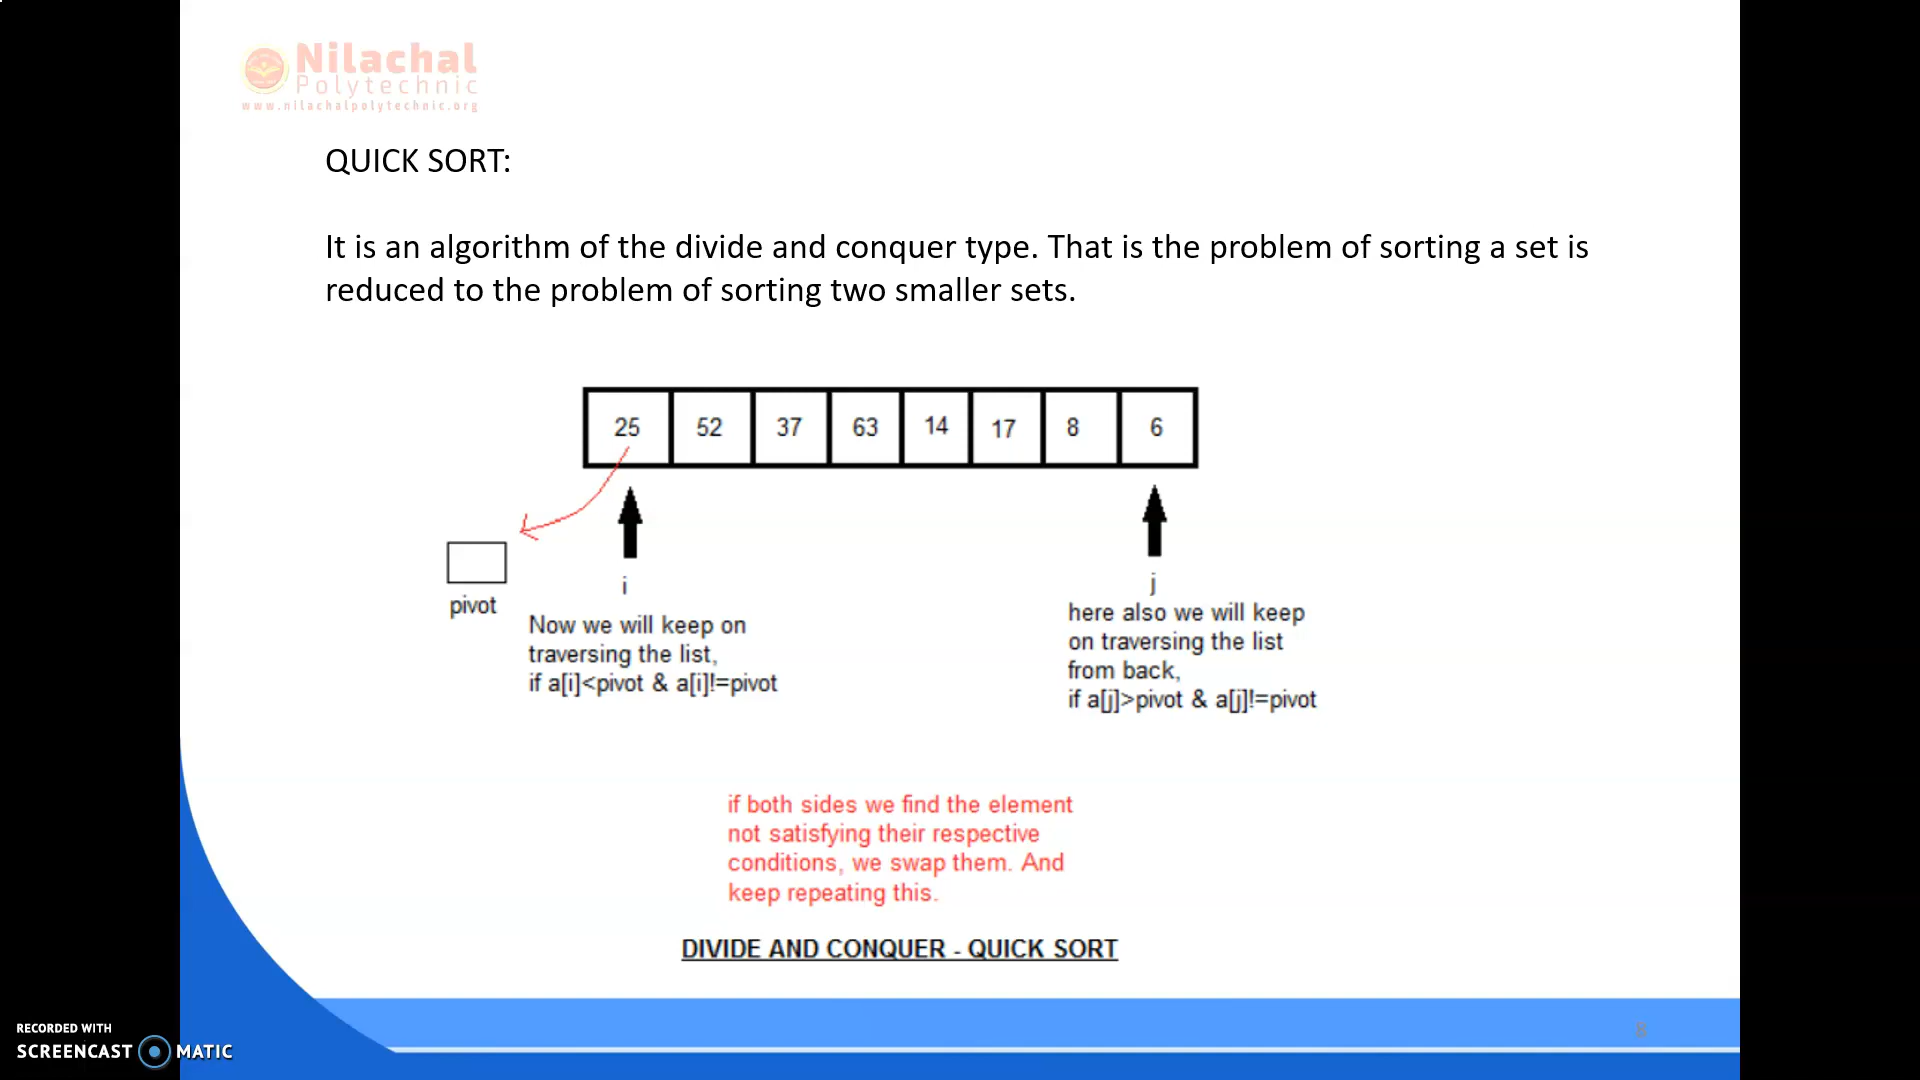 Nilachal
Polytechnic
www.nilachalpolytechnic.org
QUICK SORT:
It is an algorithm of the divide and conquer type. That is the problem of sorting a set is
reduced to the problem of sorting two smaller sets.
25 52 37 63 14 17 8 6
pivot
i
Now we will keep on
traversing the list,
if a[i]<pivot & a[i]!=pivot
j
here also we will keep
on traversing the list
from back,
if a[j]>pivot & a[j]!=pivot
if both sides we find the element
not satisfying their respective
conditions, we swap them. And
keep repeating this.
DIVIDE AND CONQUER - QUICK SORT
8
RECORDED WITH
SCREENCAST MATIC